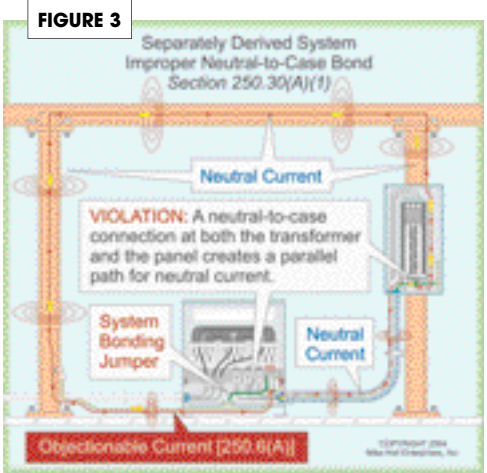 FIGURE 3
Separately Derived System
Improper Neutral-to-Case Bond
Section 250.30(A)(1)
Neutral Current
VIOLATION: A neutral-to-case
connection at both the transformer
and the panel creates a parallel
path for neutral current.
System
Bonding
Jumper
Neutral
Current
Objectionable Current [250.6(A)]
COPYRIGHT 2004
Mike Holt Enterprises, Inc